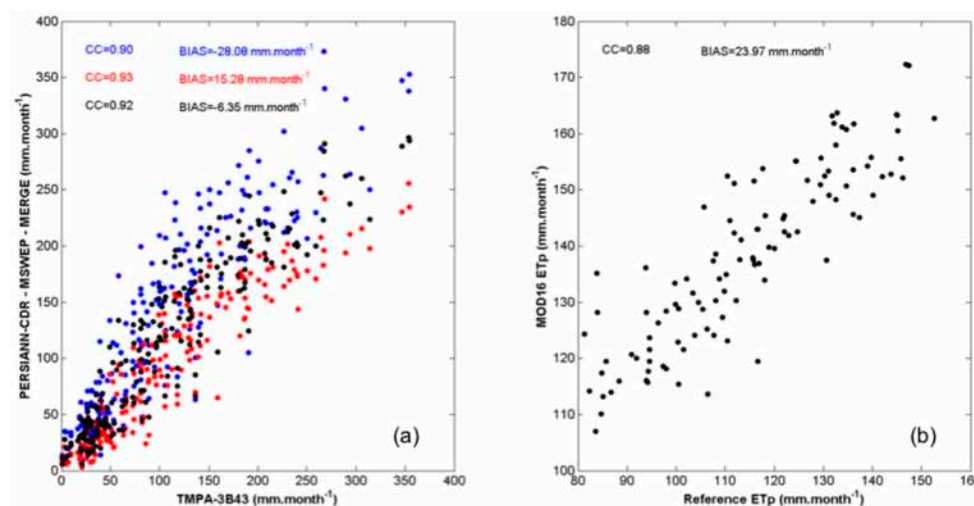 CC=0.90 BIAS=-28.08 mm.month-1
CC=0.93 BIAS=15.28 mm.month-1
CC=0.92 BIAS=-6.35 mm.month-1
PERSIANN-CDR - MSWEP - MERGE (mm.month-1)
400
350
300
250
200
150
100
50
0
0 50 100 150 200 250 300 350 400
TMPA-3B43 (mm.month-1)
(a)
CC=0.88 BIAS=23.97 mm.month-1
MOD16 ETp (mm.month-1)
180
170
160
150
140
130
120
110
100
80 90 100 110 120 130 140 150 16
Reference ETp (mm.month-1)
(b)